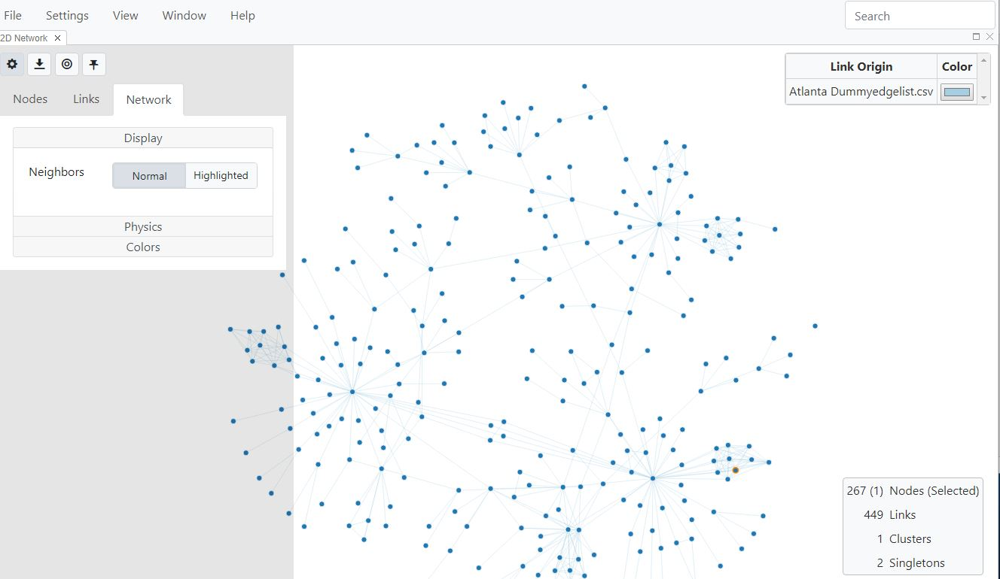 File Settings View Window Help Search
2D Network
Nodes Links Network
Display
Neighbors Normal Highlighted
Physics
Colors
Link Origin Color
Atlanta Dummyedgelist.csv
267 (1) Nodes (Selected)
449 Links
1 Clusters
2 Singletons